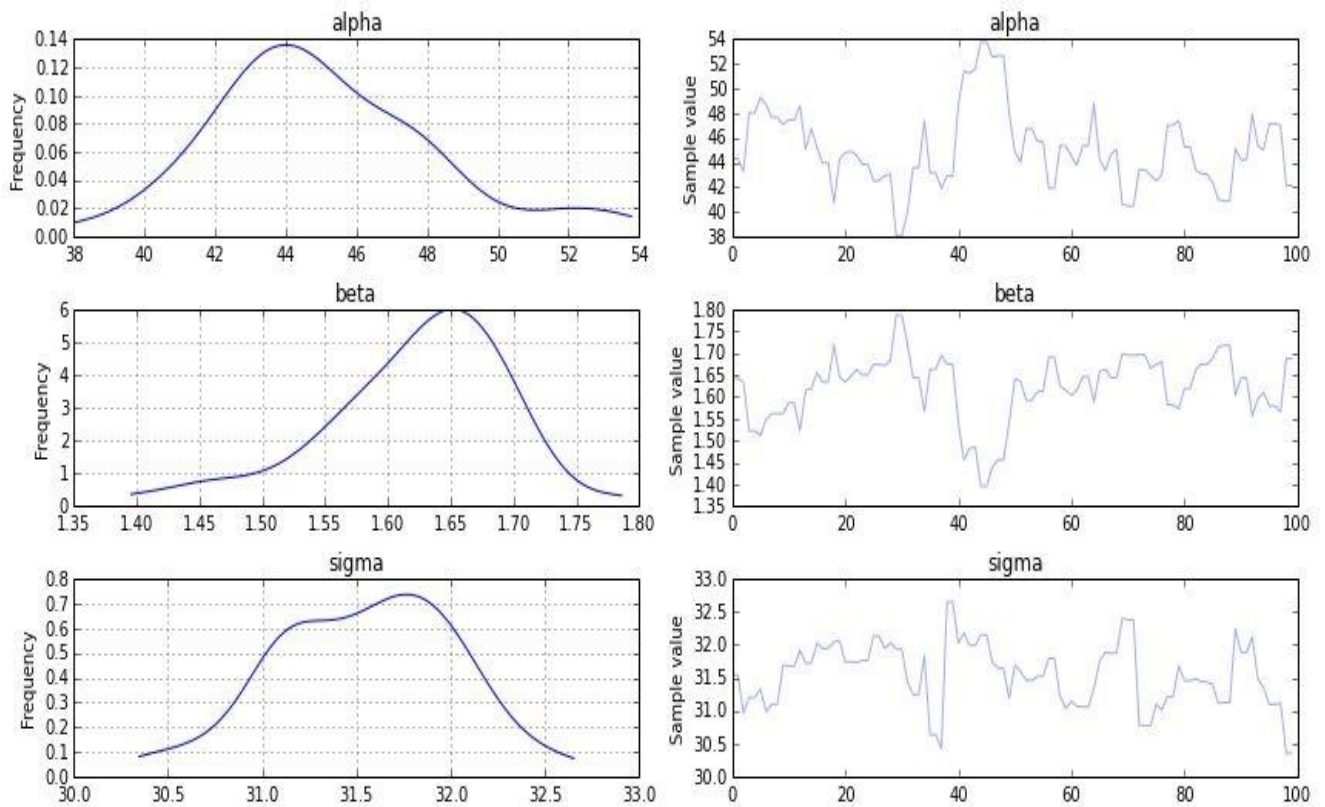 alpha
0.14
0.12
0.10
0.08
0.06
0.04
0.02
0.00
Frequency
38 40 42 44 46 48 50 52 54
alpha
54
52
50
48
46
44
42
40
38
Sample value
0 20 40 60 80 100
beta
6
5
4
3
2
1
0
Frequency
1.35 1.40 1.45 1.50 1.55 1.60 1.65 1.70 1.75 1.80
beta
1.80
1.75
1.70
1.65
1.60
1.55
1.50
1.45
1.40
1.35
Sample value
0 20 40 60 80 100
sigma
0.8
0.7
0.6
0.5
0.4
0.3
0.2
0.1
0.0
Frequency
30.0 30.5 31.0 31.5 32.0 32.5 33.0
sigma
33.0
32.5
32.0
31.5
31.0
30.5
30.0
Sample value
0 20 40 60 80 100